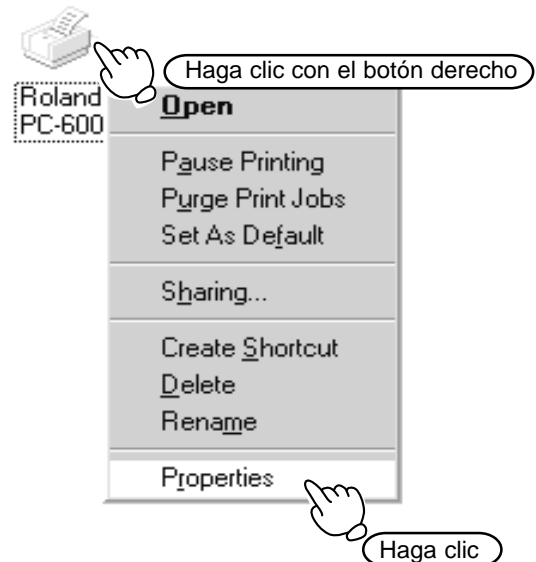 Haga clic con el botón derecho
Roland
PC-600
Open
Pause Printing
Purge Print Jobs
Set As Default
Sharing...
Create Shortcut
Delete
Rename
Properties
Haga clic